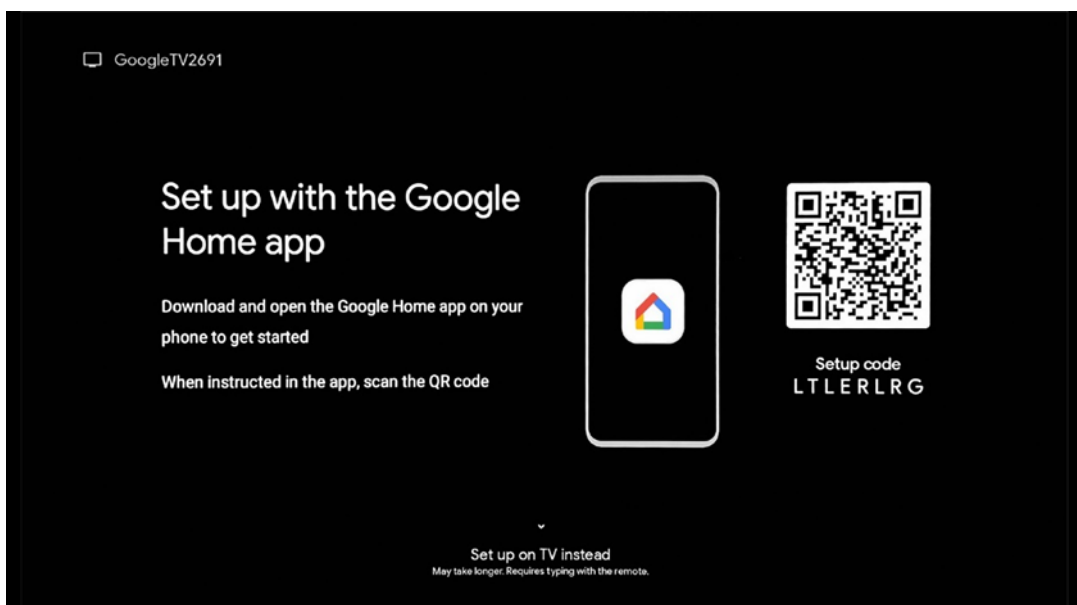 GoogleTV2691
Set up with the Google
Home app
Download and open the Google Home app on your
phone to get started
When instructed in the app, scan the QR code
Setup code
LTLERLRG
Set up on TV instead
May take longer. Requires typing with the remote.